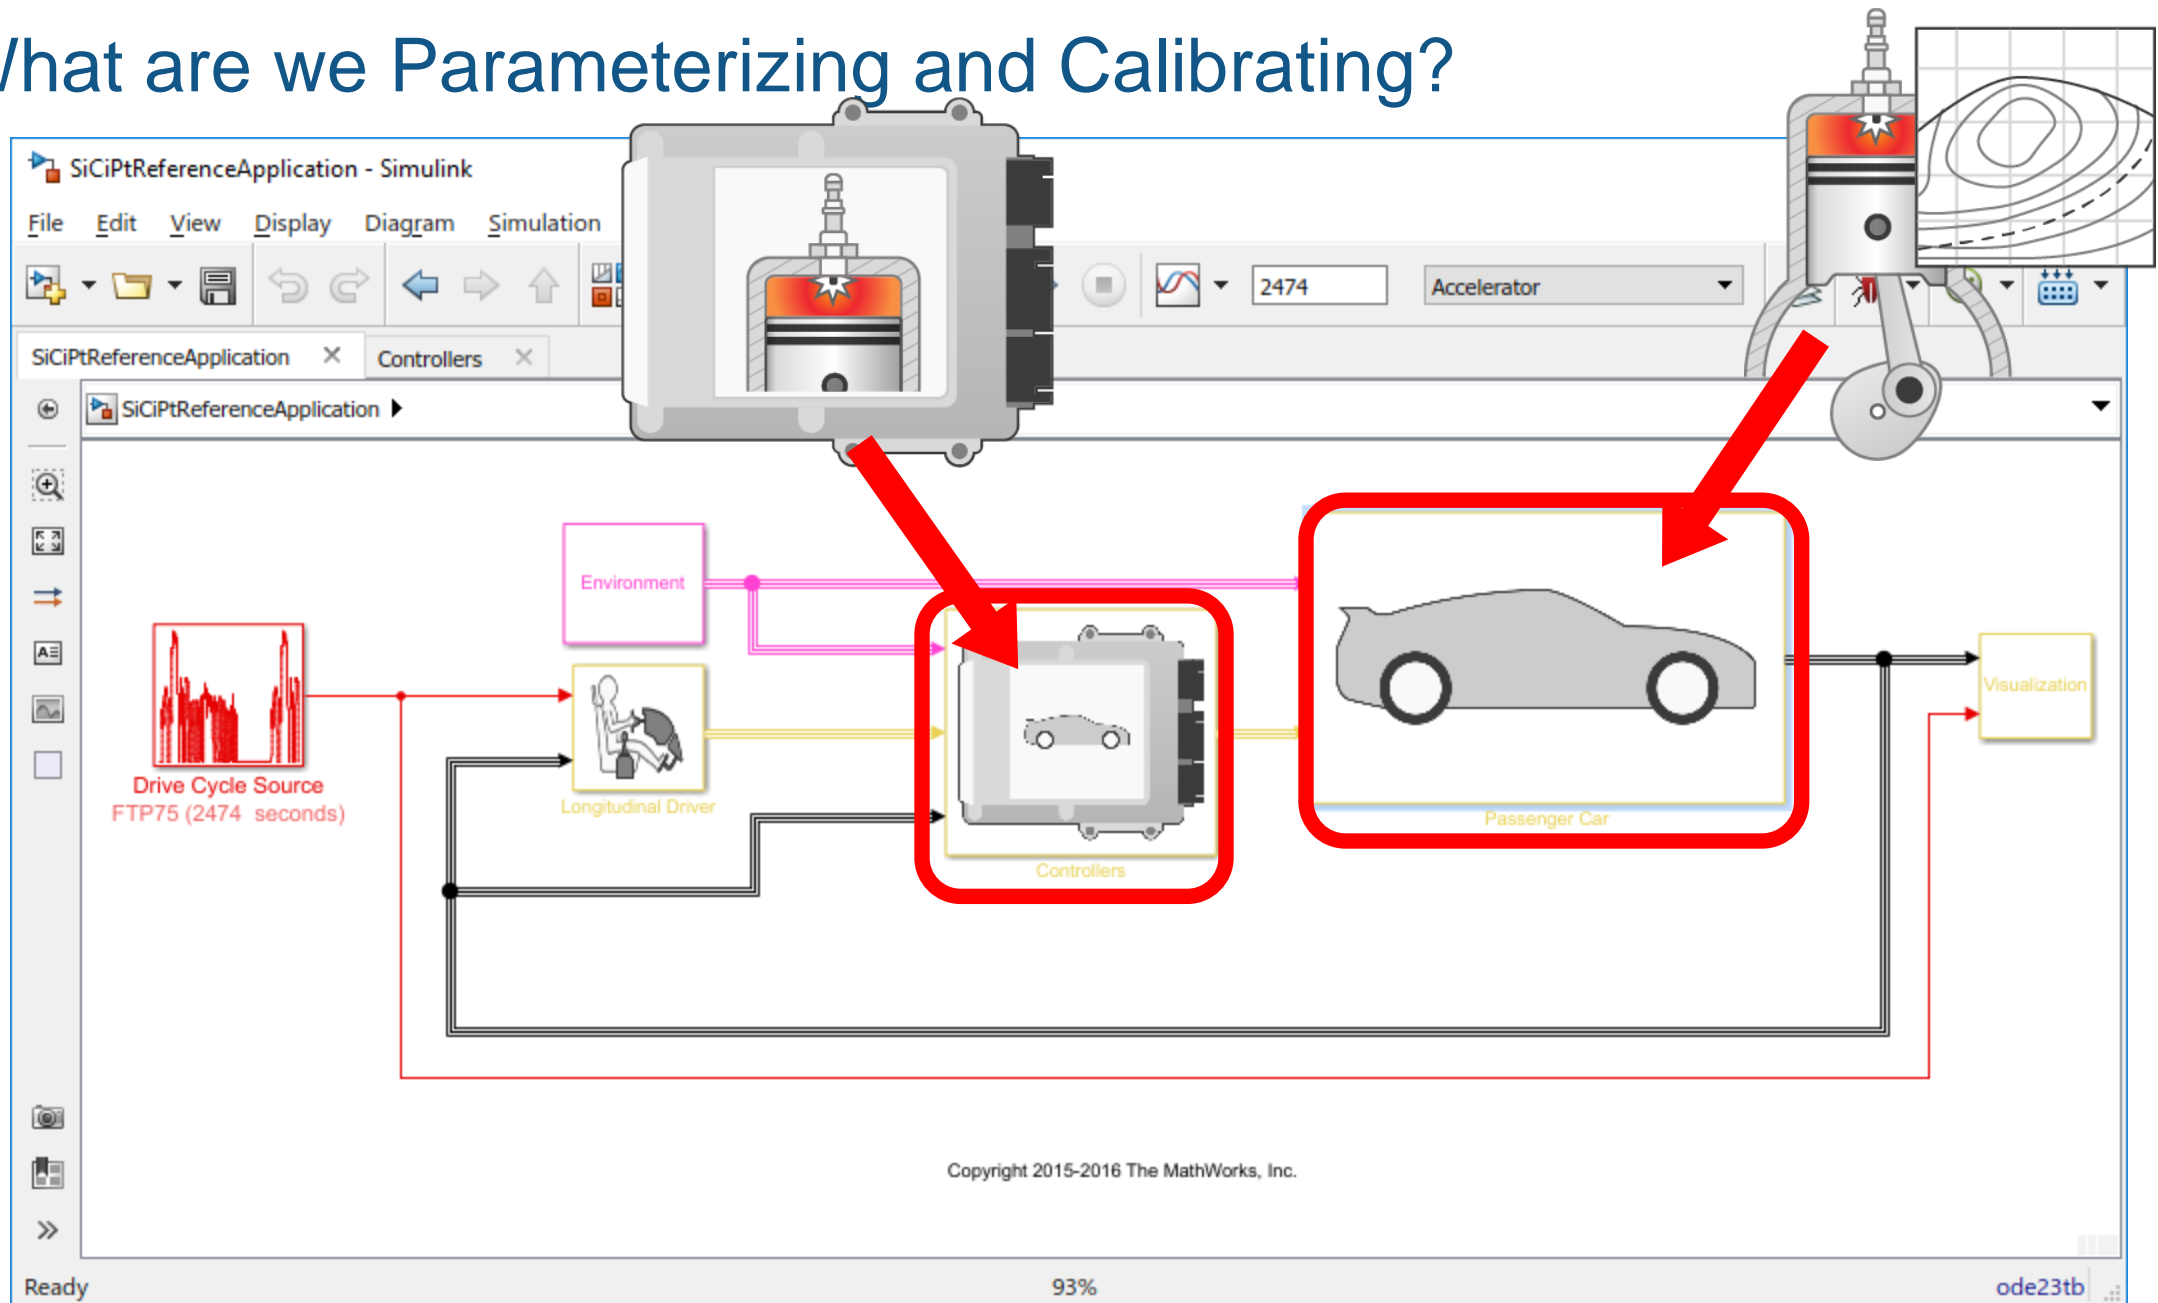 What are we Parameterizing and Calibrating?
SiCiPtReferenceApplication - Simulink
File Edit View Display Diagram Simulation
2474
Accelerator
SiCiPtReferenceApplication
Controllers
SiCiPtReferenceApplication
Environment
Drive Cycle Source
FTP75 (2474 seconds)
Longitudinal Driver
Controllers
Passenger Car
Visualization
Copyright 2015-2016 The MathWorks, Inc.
Ready
93%
ode23tb